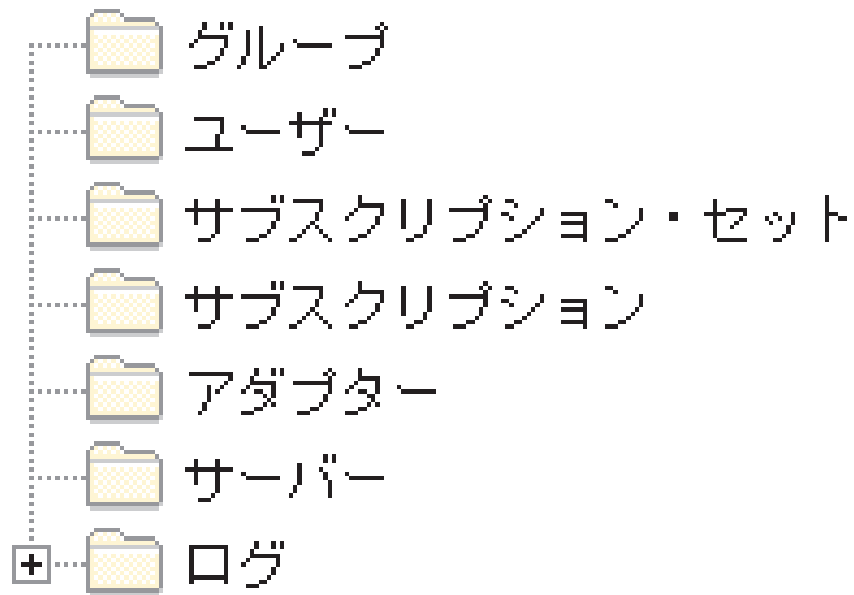 グループ
ユーザー
サブスクリプション・セット
サブスクリプション
アダプター
サーバー
ログ